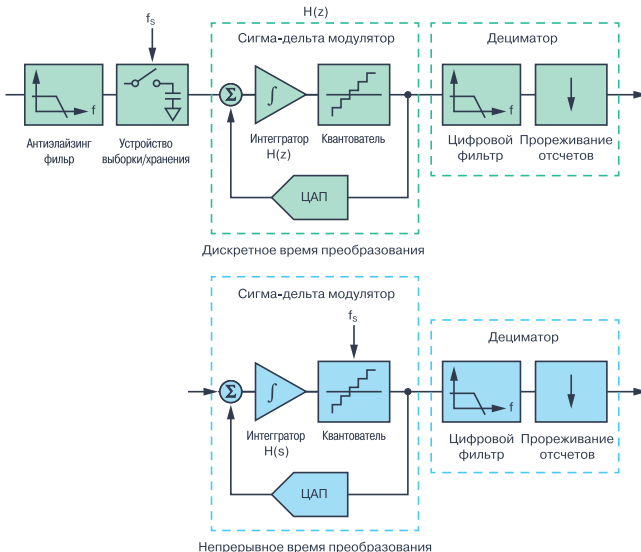 H(z)
fs
Сигма-дельта модулятор
Дециматор
Σ
∫
f
f
Антиэлайзинг
фильр
Устройство
выборки/хранения
Интеггратор
H(z)
Квантователь
Цифровой
фильтр
Прореживание
отсчетов
ЦАП
Дискретное время преобразования
Сигма-дельта модулятор
fs
Дециматор
Σ
∫
f
Интегратор
H(s)
Квантователь
Цифровой
фильтр
Прореживание
отсчетов
ЦАП
Непрерывное время преобразования